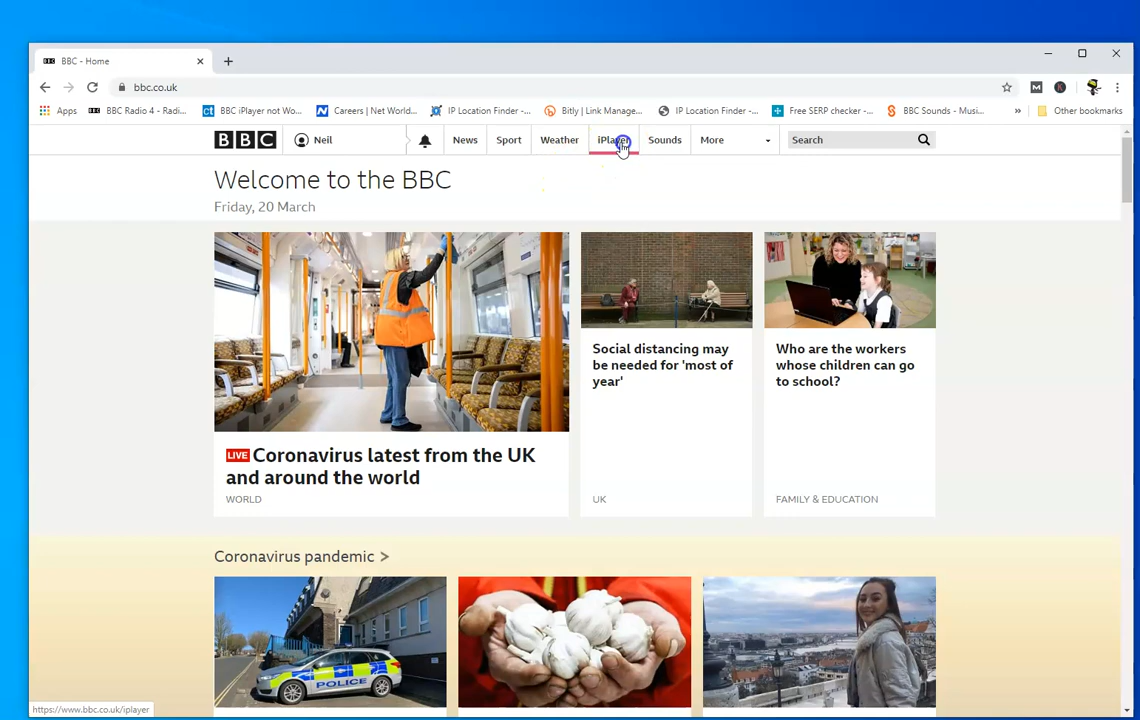 BBC - Home
bbc.co.uk
Apps
BBC Radio 4 - Radi...
BBC iPlayer not Wo...
Careers | Net World...
IP Location Finder -...
Bitly | Link Manage...
IP Location Finder -...
Free SERP checker -...
BBC Sounds - Musi...
Other bookmarks
BBC
Neil
News
Sport
Weather
iPlayer
Sounds
More
Search
Welcome to the BBC
Friday, 20 March
LIVE Coronavirus latest from the UK
and around the world
WORLD
Social distancing may
be needed for 'most of
year'
UK
Who are the workers
whose children can go
to school?
FAMILY & EDUCATION
Coronavirus pandemic >
POLICE
https://www.bbc.co.uk/iplayer